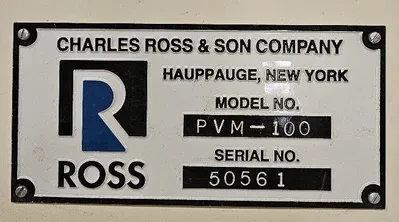 CHARLES ROSS & SON COMPANY
HAUPPAUGE, NEW YORK
MODEL NO.
PVM-100
SERIAL NO.
50561
R
ROSS